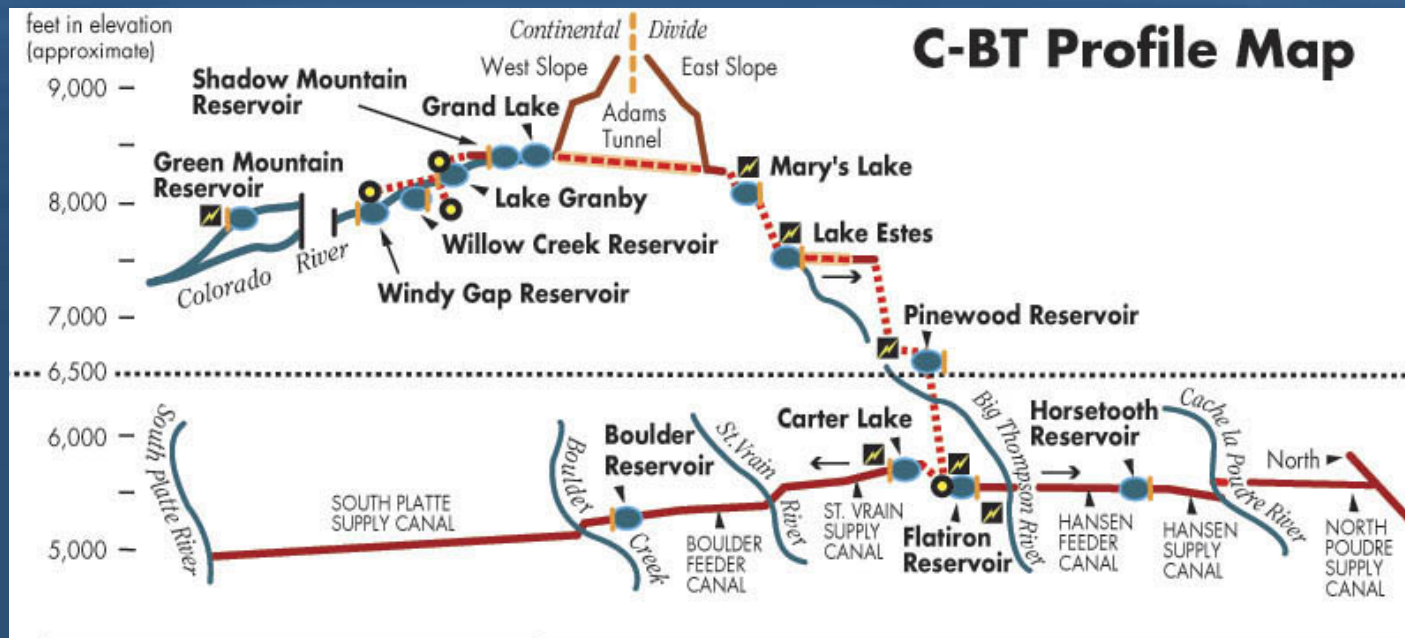 feet in elevation
(approximate)
Continental Divide
C-BT Profile Map
West Slope
East Slope
9,000
Shadow Mountain
Reservoir
Grand Lake
Adams
Tunnel
Green Mountain
Reservoir
Mary's Lake
Lake Granby
8,000
Lake Estes
Willow Creek Reservoir
Colorado River
Windy Gap Reservoir
7,000
Pinewood Reservoir
6,500
South Platte River
Boulder Creek
St. Vrain River
Carter Lake
Big Thompson River
Horsetooth
Reservoir
Cache la Poudre River
6,000
Boulder
Reservoir
North
SOUTH PLATTE
SUPPLY CANAL
ST. VRAIN
SUPPLY
CANAL
HANSEN
FEEDER
CANAL
HANSEN
SUPPLY
CANAL
NORTH
POUDRE
SUPPLY
CANAL
Flatiron
Reservoir
BOULDER
FEEDER
CANAL
5,000